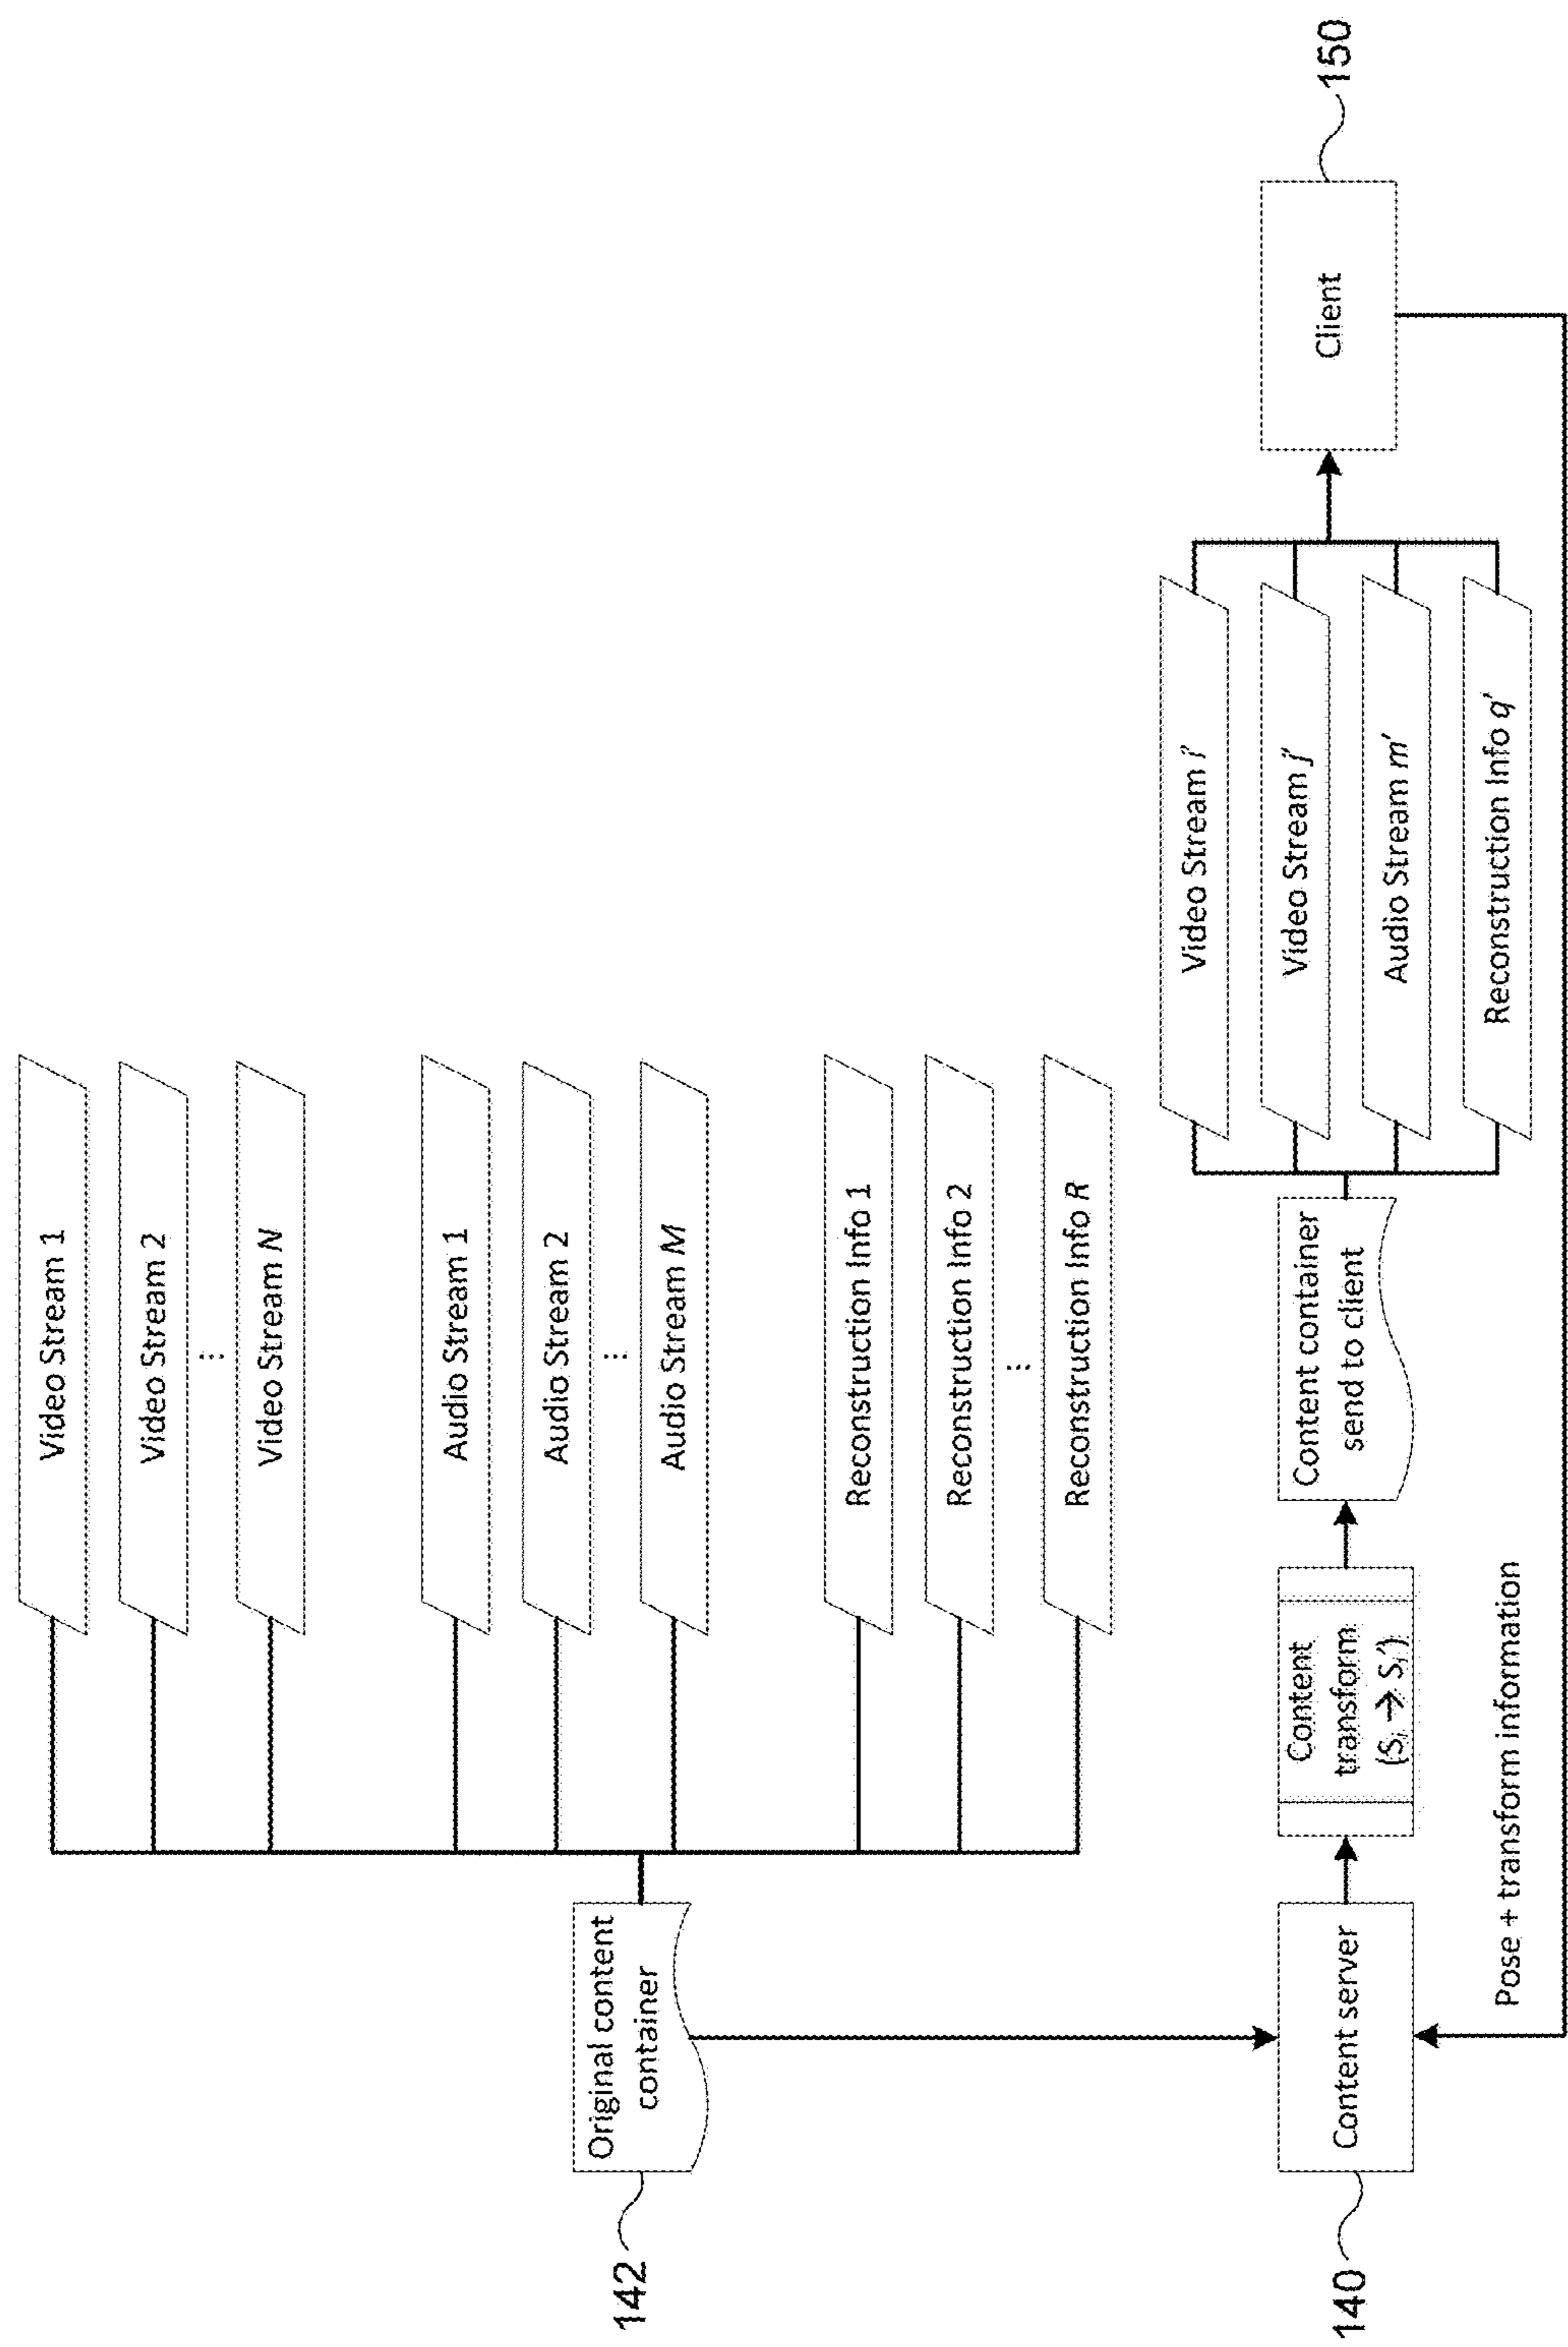 Video Stream 1
Video Stream 2
⋮
Video Stream N
Audio Stream 1
Audio Stream 2
⋮
Audio Stream M
Reconstruction Info 1
Reconstruction Info 2
⋮
Reconstruction Info R
142
Original content
container
140
Content server
Content
transform
(Si → Si')
Content container
send to client
Video Stream i'
Video Stream j'
Audio Stream m'
Reconstruction Info q'
Client
150
Pose + transform information